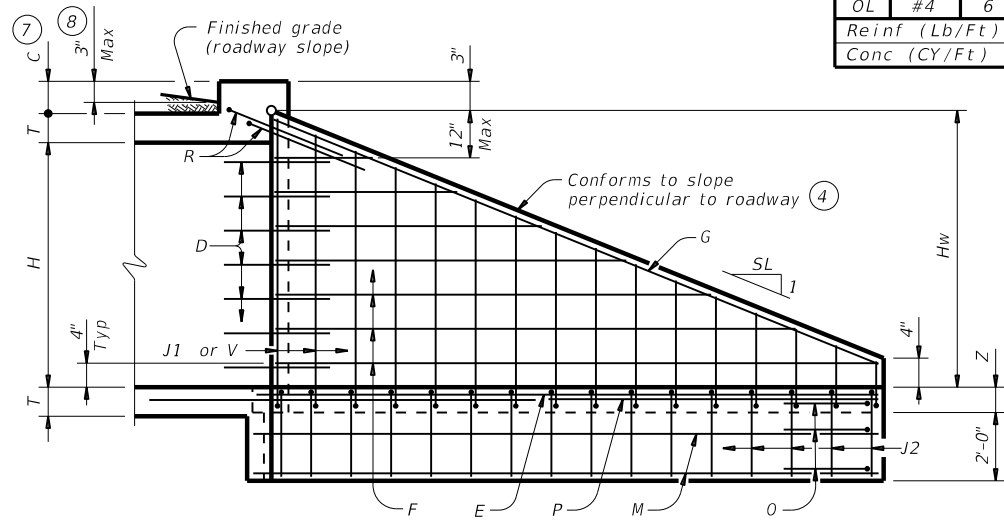 OL #4 6
Reinf (Lb/Ft)
Conc (CY/Ft)
7
8
C
3" Max
Finished grade
(roadway slope)
3"
12" Max
T
R
Conforms to slope
perpendicular to roadway 4
G
SL
1
Hw
D
H
4" Typ
J1 or V
4"
Z
T
2'-0"
J2
F
E
P
M
O